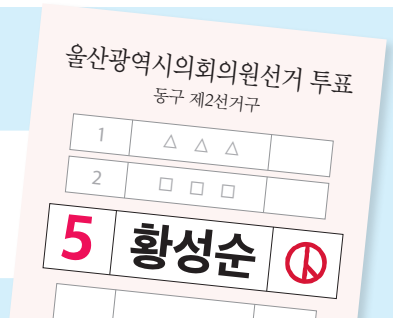 울산광역시의회의원선거 투표
동구 제2선거구
1 △ △ △
2 □ □ □
5 황성순